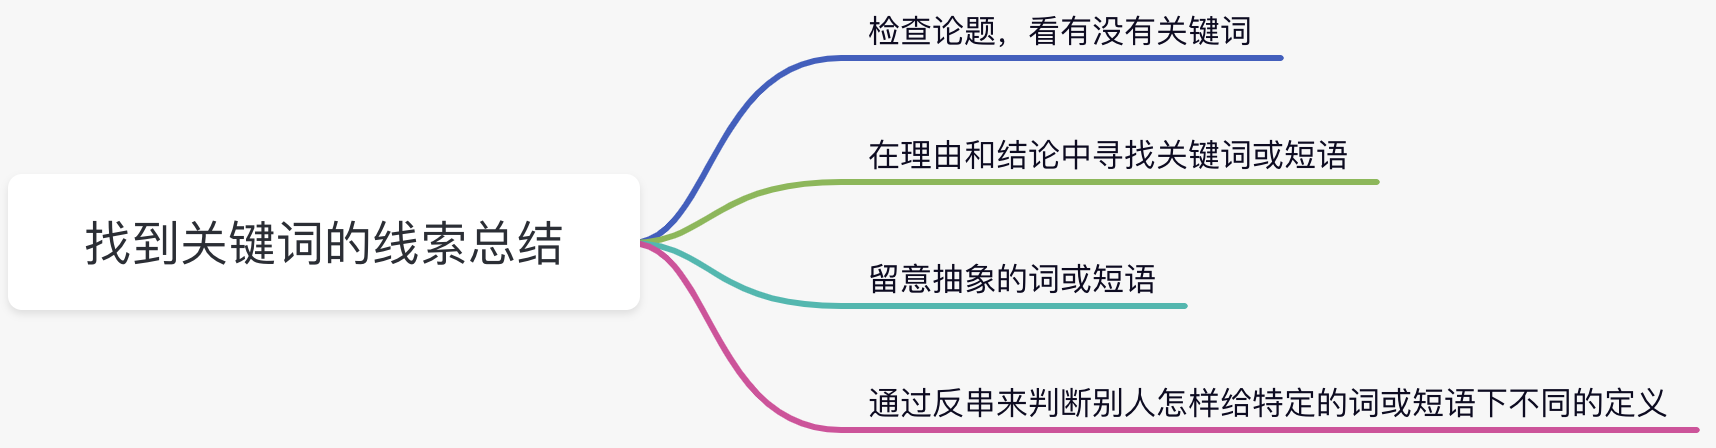 检查论题，看有没有关键词
在理由和结论中寻找关键词或短语
找到关键词的线索总结
留意抽象的词或短语
通过反串来判断别人怎样给特定的词或短语下不同的定义